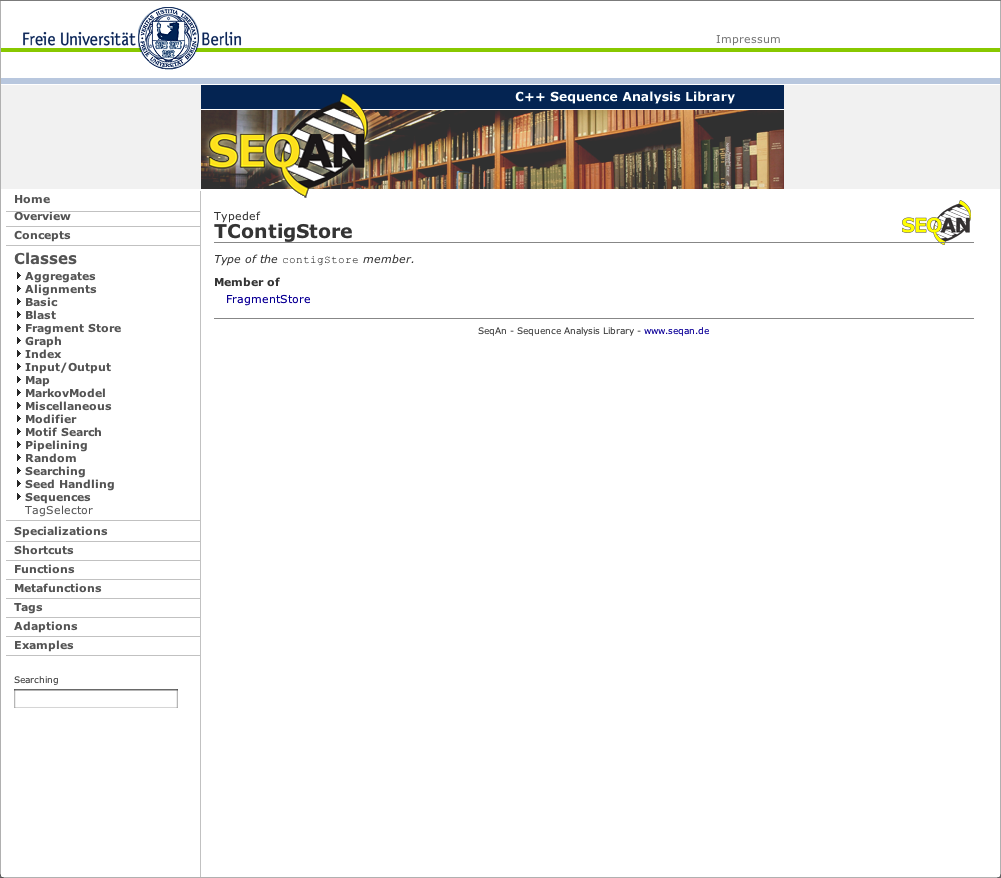 Freie Universität Berlin
Impressum
C++ Sequence Analysis Library
SEQAN
Home
Overview
Concepts
Classes
Aggregates
Alignments
Basic
Blast
Fragment Store
Graph
Index
Input/Output
Map
MarkovModel
Miscellaneous
Modifier
Motif Search
Pipelining
Random
Searching
Seed Handling
Sequences
TagSelector
Specializations
Shortcuts
Functions
Metafunctions
Tags
Adaptions
Examples
Searching
Typedef
TContigStore
SEQAN
Type of the contigStore member.
Member of
FragmentStore
SeqAn - Sequence Analysis Library - www.seqan.de